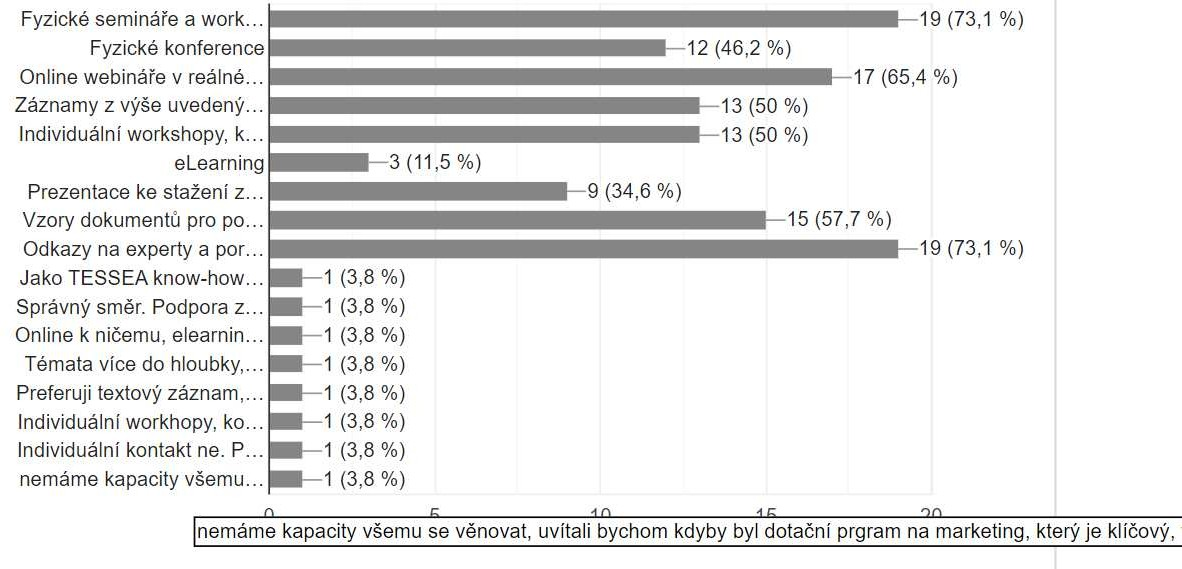 Fyzické semináře a work… 19 (73,1 %)
Fyzické konference 12 (46,2 %)
Online webináře v reálné… 17 (65,4 %)
Záznamy z výše uvedený… 13 (50 %)
Individuální workshopy, k… 13 (50 %)
eLearning 3 (11,5 %)
Prezentace ke stažení z… 9 (34,6 %)
Vzory dokumentů pro po… 15 (57,7 %)
Odkazy na experty a por… 19 (73,1 %)
Jako TESSEA know-how… 1 (3,8 %)
Správný směr. Podpora z… 1 (3,8 %)
Online k ničemu, elearnin… 1 (3,8 %)
Témata více do hloubky,… 1 (3,8 %)
Preferuji textový záznam,… 1 (3,8 %)
Individuální workhopy, ko… 1 (3,8 %)
Individuální kontakt ne. P… 1 (3,8 %)
nemáme kapacity všemu… 1 (3,8 %)
0 5 10 15 20
nemáme kapacity všemu se věnovat, uvítali bychom kdyby byl dotační prgram na marketing, který je klíčový,